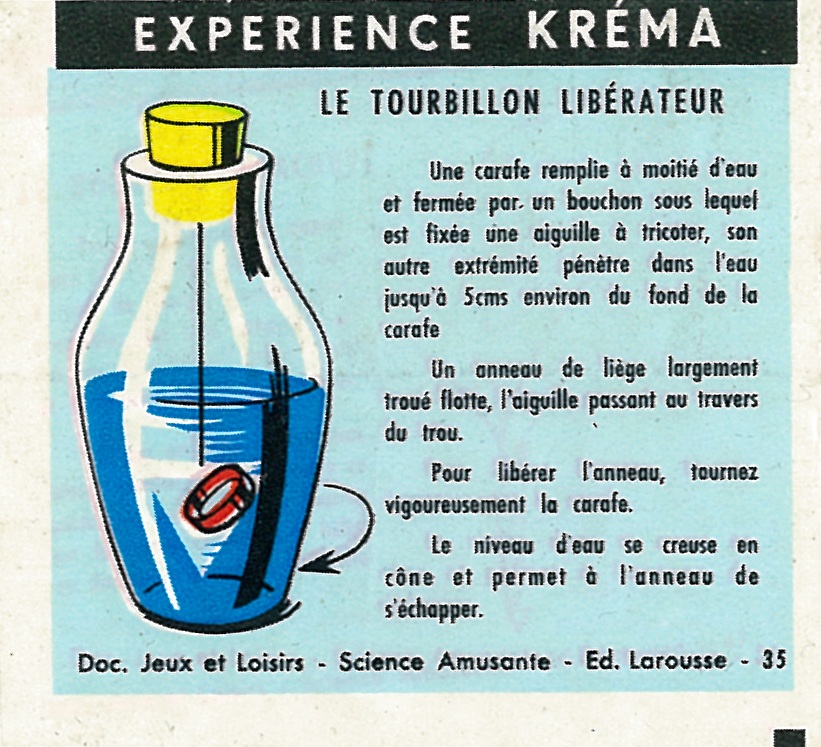 EXPERIENCE KRÉMA
LE TOURBILLON LIBÉRATEUR
Une carafe remplie à moitié d'eau
et fermée par un bouchon sous lequel
est fixée une aiguille à tricoter, son
autre extrémité pénètre dans l'eau
jusqu'à 5cms environ du fond de la
carafe
Un anneau de liège largement
troué flotte, l'aiguille passant au travers
du trou.
Pour libérer l'anneau, tournez
vigoureusement la carafe.
Le niveau d'eau se creuse en
cône et permet à l'anneau de
s'échapper.
Doc. Jeux et Loisirs - Science Amusante - Ed. Larousse - 35